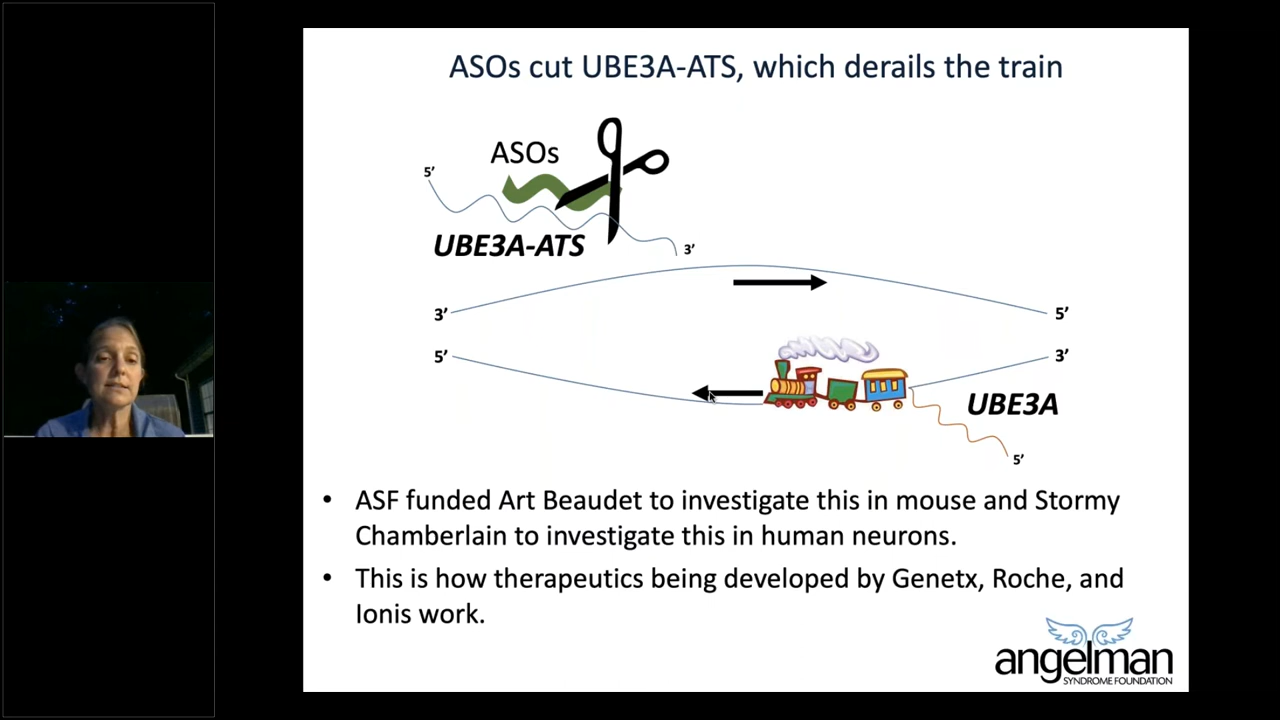 ASOs cut UBE3A-ATS, which derails the train
ASOs
5'
UBE3A-ATS
3'
3'
5'
5'
3'
UBE3A
5'
• ASF funded Art Beaudet to investigate this in mouse and Stormy
Chamberlain to investigate this in human neurons.
• This is how therapeutics being developed by Genetx, Roche, and
Ionis work.
angelman
SYNDROME FOUNDATION